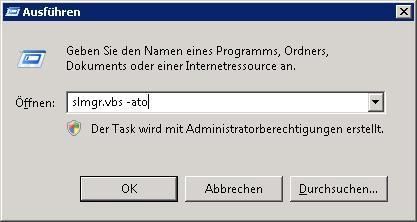 Ausführen
Geben Sie den Namen eines Programms, Ordners,
Dokuments oder einer Internetressource an.
Öffnen: slmgr.vbs -ato
Der Task wird mit Administratorberechtigungen erstellt.
OK Abbrechen Durchsuchen...